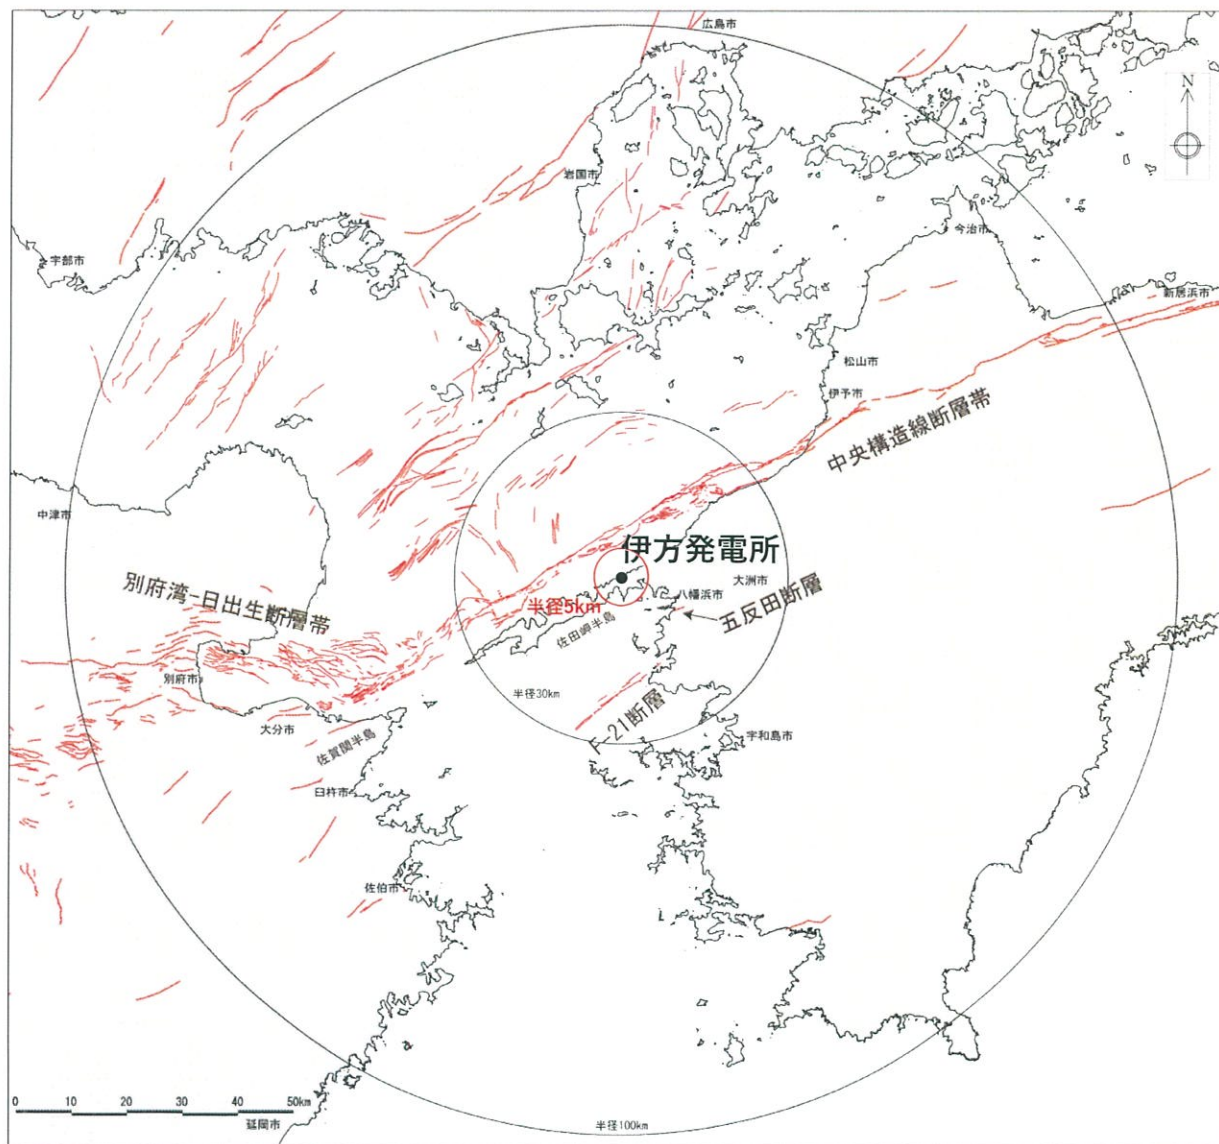 広島市
N
岩国市
今治市
宇部市
新居浜市
松山市
伊予市
中央構造線断層帯
中津市
伊方発電所
大洲市
別府湾-日出生断層帯
半径5km
八幡浜市
五反田断層
佐田岬半島
別府市
半径30km
F-21断層
大分市
宇和島市
佐賀関半島
臼杵市
佐伯市
0 10 20 30 40 50km
延岡市
半径100km